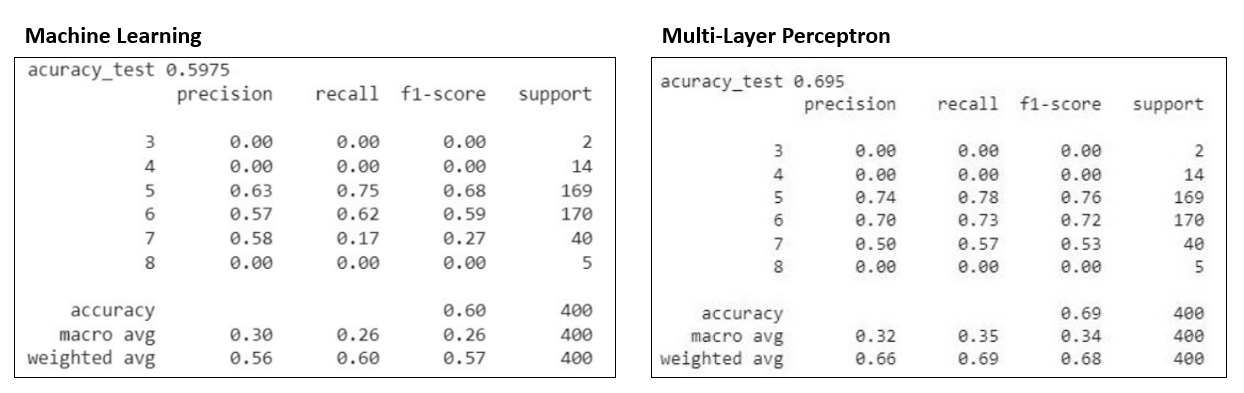 Machine Learning
acuracy_test 0.5975
precision recall f1-score support
3 0.00 0.00 0.00 2
4 0.00 0.00 0.00 14
5 0.63 0.75 0.68 169
6 0.57 0.62 0.59 170
7 0.58 0.17 0.27 40
8 0.00 0.00 0.00 5
accuracy 0.60 400
macro avg 0.30 0.26 0.26 400
weighted avg 0.56 0.60 0.57 400
Multi-Layer Perceptron
acuracy_test 0.695
precision recall f1-score support
3 0.00 0.00 0.00 2
4 0.00 0.00 0.00 14
5 0.74 0.78 0.76 169
6 0.70 0.73 0.72 170
7 0.50 0.57 0.53 40
8 0.00 0.00 0.00 5
accuracy 0.69 400
macro avg 0.32 0.35 0.34 400
weighted avg 0.66 0.69 0.68 400